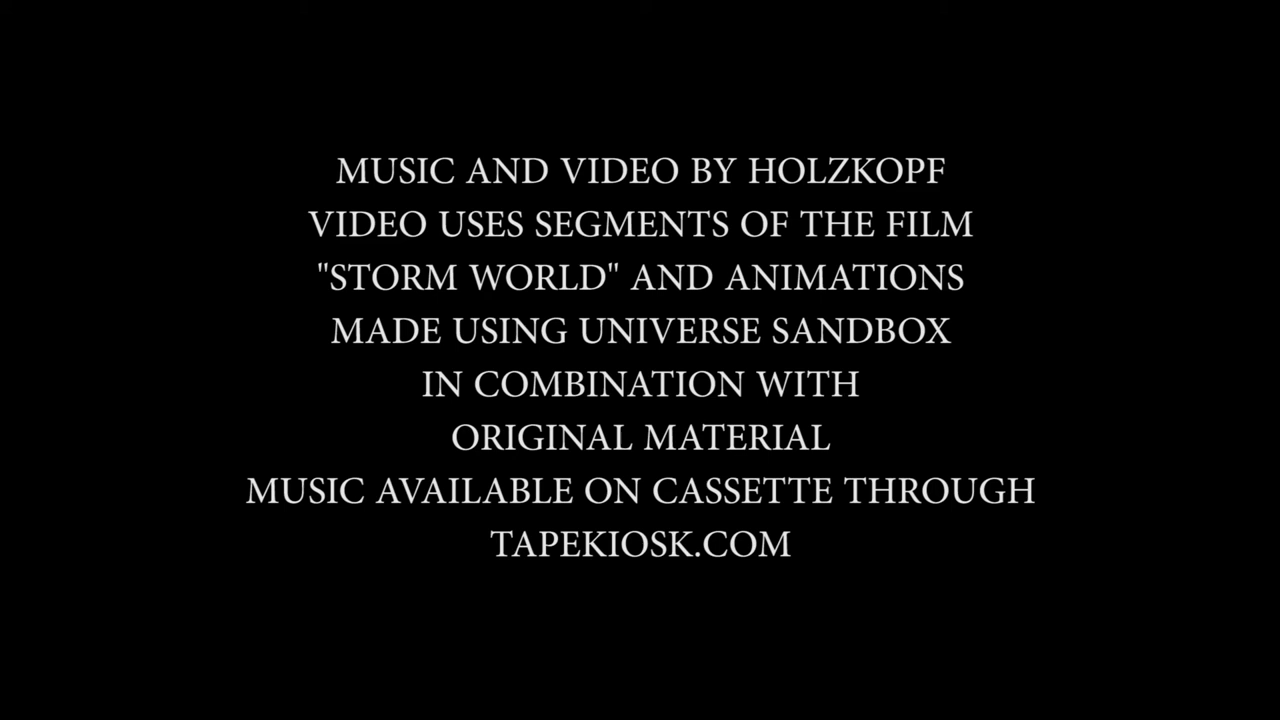 MUSIC AND VIDEO BY HOLZKOPF
VIDEO USES SEGMENTS OF THE FILM
"STORM WORLD" AND ANIMATIONS
MADE USING UNIVERSE SANDBOX
IN COMBINATION WITH
ORIGINAL MATERIAL
MUSIC AVAILABLE ON CASSETTE THROUGH
TAPEKIOSK.COM